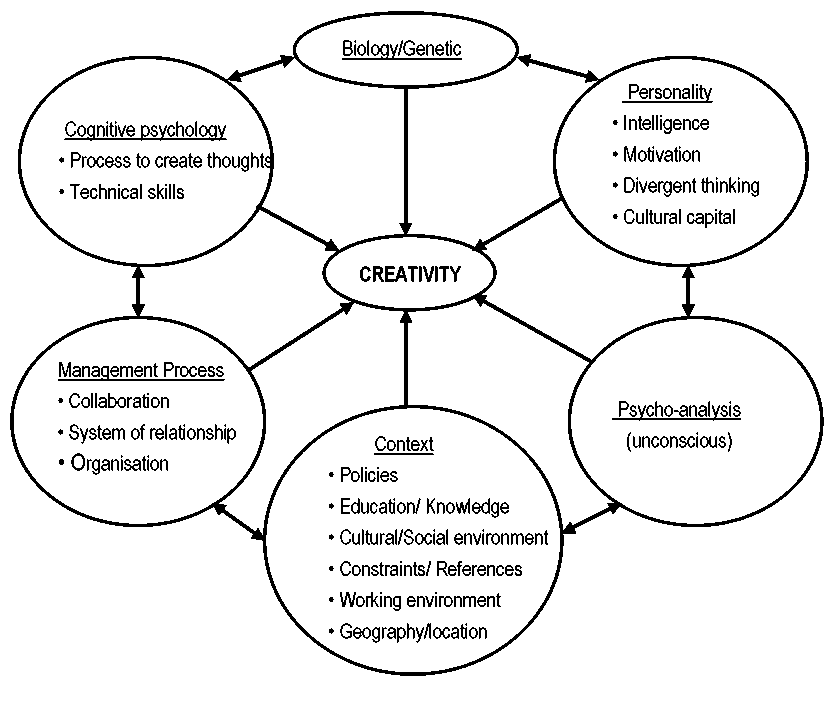 Biology/Genetic
Cognitive psychology
• Process to create thoughts
• Technical skills
Personality
• Intelligence
• Motivation
• Divergent thinking
• Cultural capital
CREATIVITY
Management Process
• Collaboration
• System of relationship
• Organisation
Psycho-analysis
(unconscious)
Context
• Policies
• Education/ Knowledge
• Cultural/Social environment
• Constraints/ References
• Working environment
• Geography/location